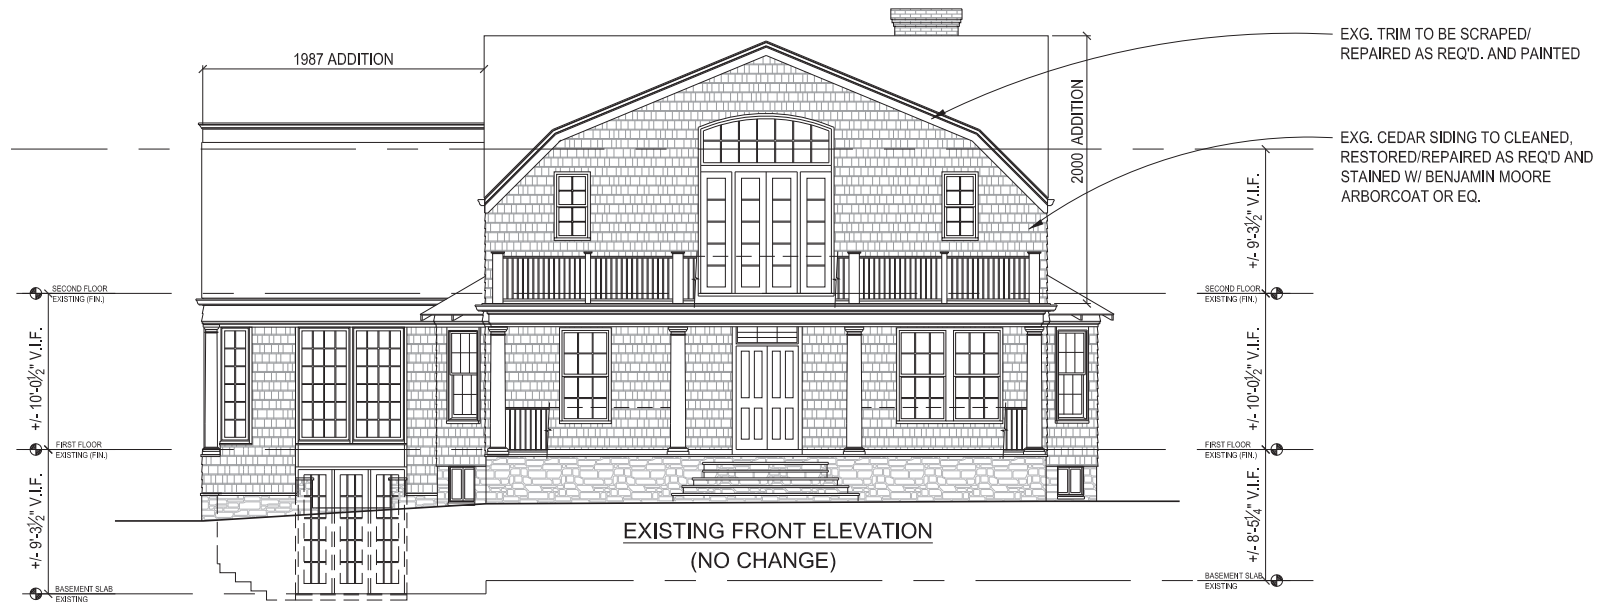 1987 ADDITION
2000 ADDITION
EXG. TRIM TO BE SCRAPED/
REPAIRED AS REQ'D. AND PAINTED
EXG. CEDAR SIDING TO CLEANED,
RESTORED/REPAIRED AS REQ'D AND
STAINED W/ BENJAMIN MOORE
ARBORCOAT OR EQ.
SECOND FLOOR
EXISTING (FIN.)
+/- 10'-0½" V.I.F.
FIRST FLOOR
EXISTING (FIN.)
+/- 9'-3½" V.I.F.
BASEMENT SLAB
EXISTING
+/- 9'-3½" V.I.F.
SECOND FLOOR
EXISTING (FIN.)
+/- 10'-0½" V.I.F.
FIRST FLOOR
EXISTING (FIN.)
+/- 8'-5¼" V.I.F.
BASEMENT SLAB
EXISTING
EXISTING FRONT ELEVATION
(NO CHANGE)